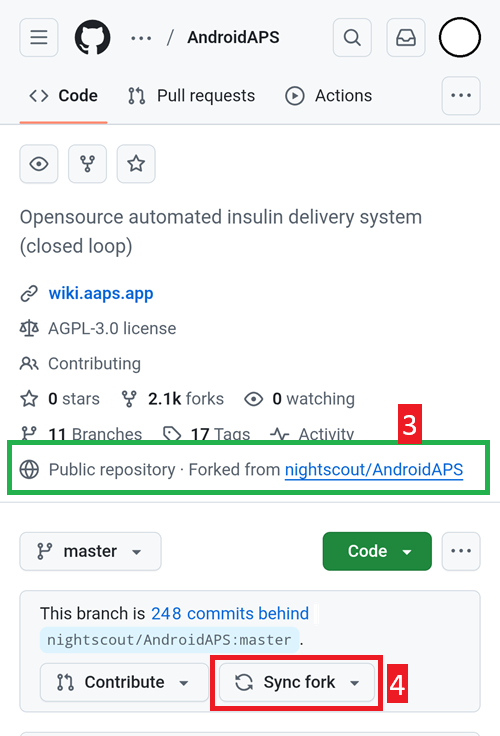 ... / AndroidAPS
Code Pull requests Actions ...
Opensource automated insulin delivery system
(closed loop)
wiki.aaps.app
AGPL-3.0 license
Contributing
0 stars 2.1k forks 0 watching
11 Branches 17 Tags Activity
3
Public repository · Forked from nightscout/AndroidAPS
master Code ...
This branch is 248 commits behind
nightscout/AndroidAPS:master .
Contribute Sync fork 4